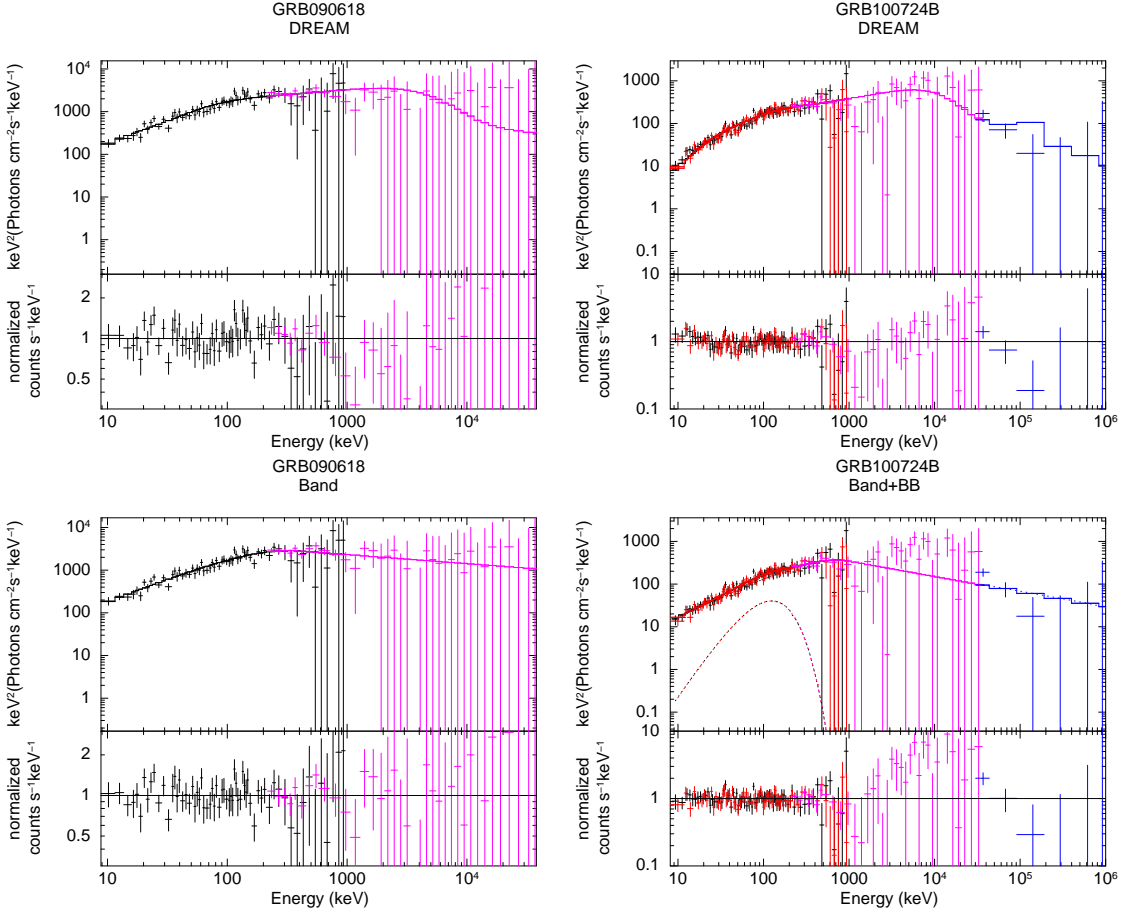 GRB090618
DREAM
keV²(Photons cm⁻²s⁻¹keV⁻¹)
10⁴
1000
100
10
1
normalized
counts s⁻¹keV⁻¹
2
1
0.5
10 100 1000 10⁴
Energy (keV)
GRB100724B
DREAM
keV²(Photons cm⁻²s⁻¹keV⁻¹)
1000
100
10
1
0.1
normalized
counts s⁻¹keV⁻¹
10
1
0.1
10 100 1000 10⁴ 10⁵ 10⁶
Energy (keV)
GRB090618
Band
keV²(Photons cm⁻²s⁻¹keV⁻¹)
10⁴
1000
100
10
1
normalized
counts s⁻¹keV⁻¹
2
1
0.5
10 100 1000 10⁴
Energy (keV)
GRB100724B
Band+BB
keV²(Photons cm⁻²s⁻¹keV⁻¹)
1000
100
10
1
0.1
normalized
counts s⁻¹keV⁻¹
1
0.1
10 100 1000 10⁴ 10⁵ 10⁶
Energy (keV)